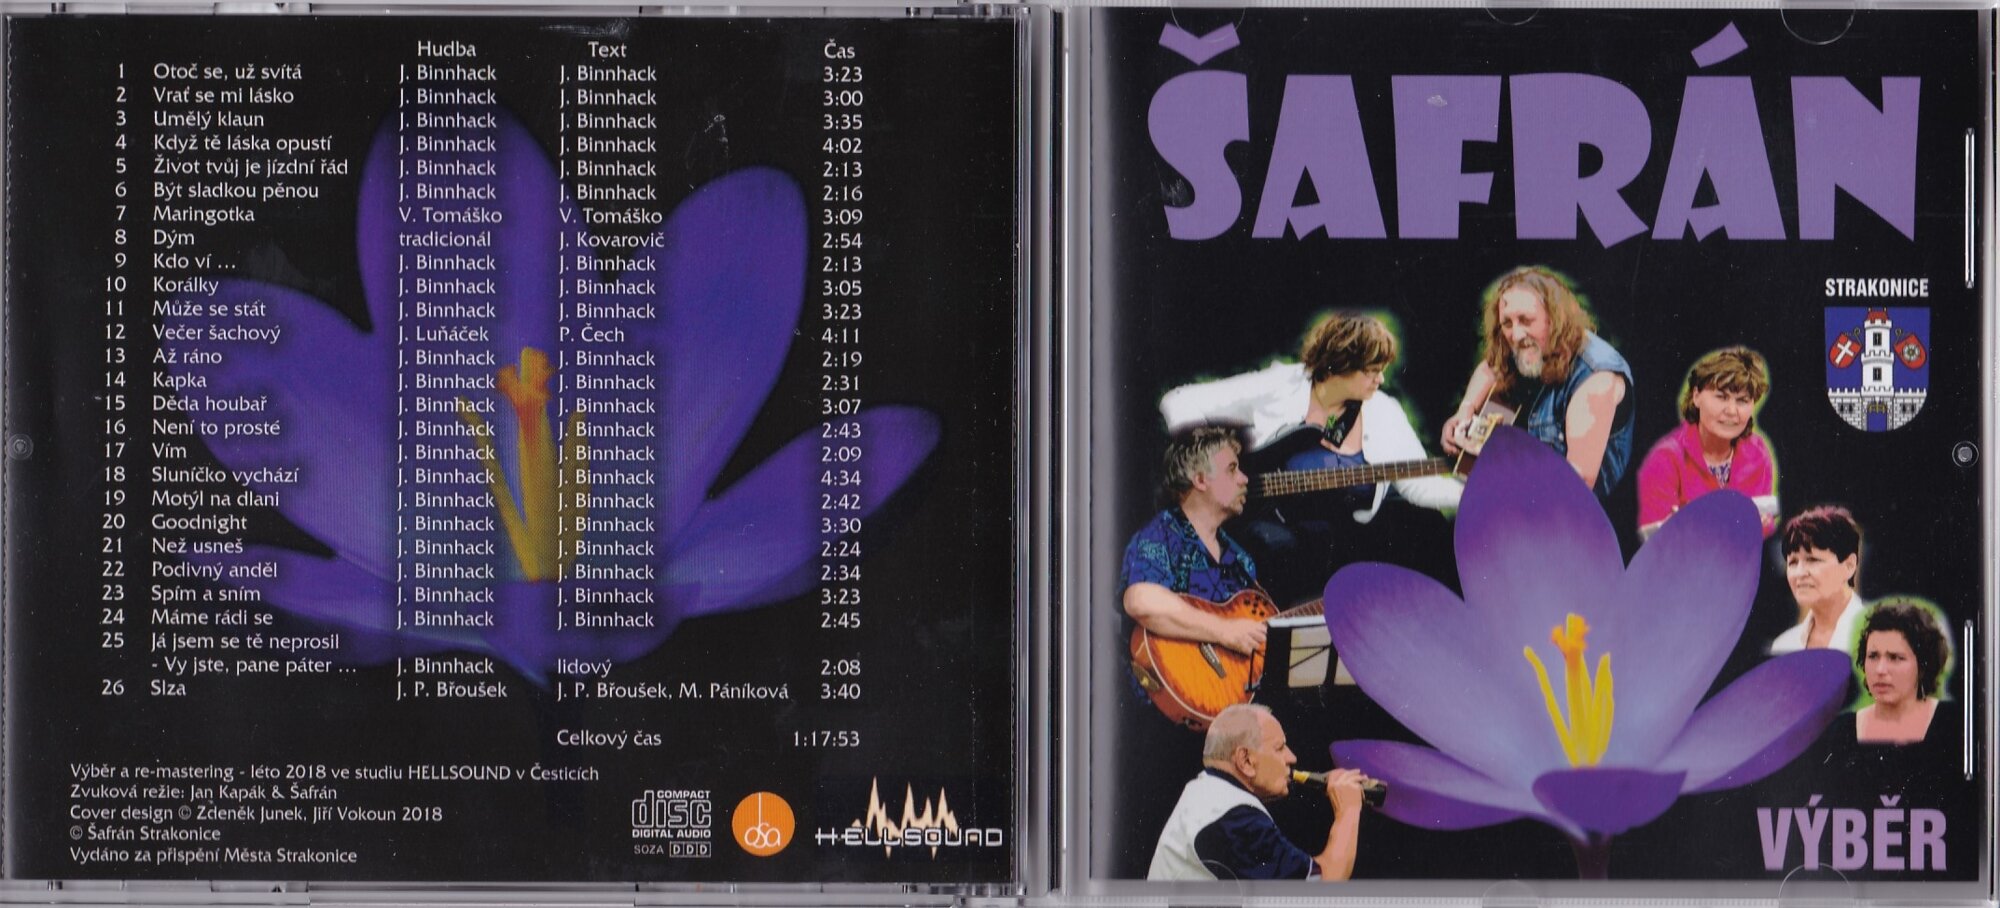 Hudba Text Čas
1 Otoč se, už svítá J. Binnhack J. Binnhack 3:23
2 Vrať se mi lásko J. Binnhack J. Binnhack 3:00
3 Umělý klaun J. Binnhack J. Binnhack 3:35
4 Když tě láska opustí J. Binnhack J. Binnhack 4:02
5 Život tvůj je jízdní řád J. Binnhack J. Binnhack 2:13
6 Být sladkou pěnou J. Binnhack J. Binnhack 2:16
7 Maringotka V. Tomáško V. Tomáško 3:09
8 Dým tradicionál J. Kovarovič 2:54
9 Kdo ví ... J. Binnhack J. Binnhack 2:13
10 Korálky J. Binnhack J. Binnhack 3:05
11 Může se stát J. Binnhack J. Binnhack 3:23
12 Večer šachový J. Luňáček P. Čech 4:11
13 Až ráno J. Binnhack J. Binnhack 2:19
14 Kapka J. Binnhack J. Binnhack 2:31
15 Děda houbař J. Binnhack J. Binnhack 3:07
16 Není to prosté J. Binnhack J. Binnhack 2:43
17 Vím J. Binnhack J. Binnhack 2:09
18 Sluníčko vychází J. Binnhack J. Binnhack 4:34
19 Motýl na dlani J. Binnhack J. Binnhack 2:42
20 Goodnight J. Binnhack J. Binnhack 3:30
21 Než usneš J. Binnhack J. Binnhack 2:24
22 Podivný anděl J. Binnhack J. Binnhack 2:34
23 Spím a sním J. Binnhack J. Binnhack 3:23
24 Máme rádi se J. Binnhack J. Binnhack 2:45
25 Já jsem se tě neprosil
- Vy jste, pane páter ... J. Binnhack lidový 2:08
26 Slza J. P. Břoušek J. P. Břoušek, M. Páníková 3:40
Celkový čas 1:17:53
Výběr a re-mastering - léto 2018 ve studiu HELLSOUND v Česticích
Zvuková režie: Jan Kapák & Šafrán
Cover design © Zdeněk Junek, Jiří Vokoun 2018
© Šafrán Strakonice
Vydáno za přispění Města Strakonice
COMPACT
disc
DIGITAL AUDIO
SOZA DDD
osa
HELLSOUND
ŠAFRÁN
STRAKONICE
VÝBĚR